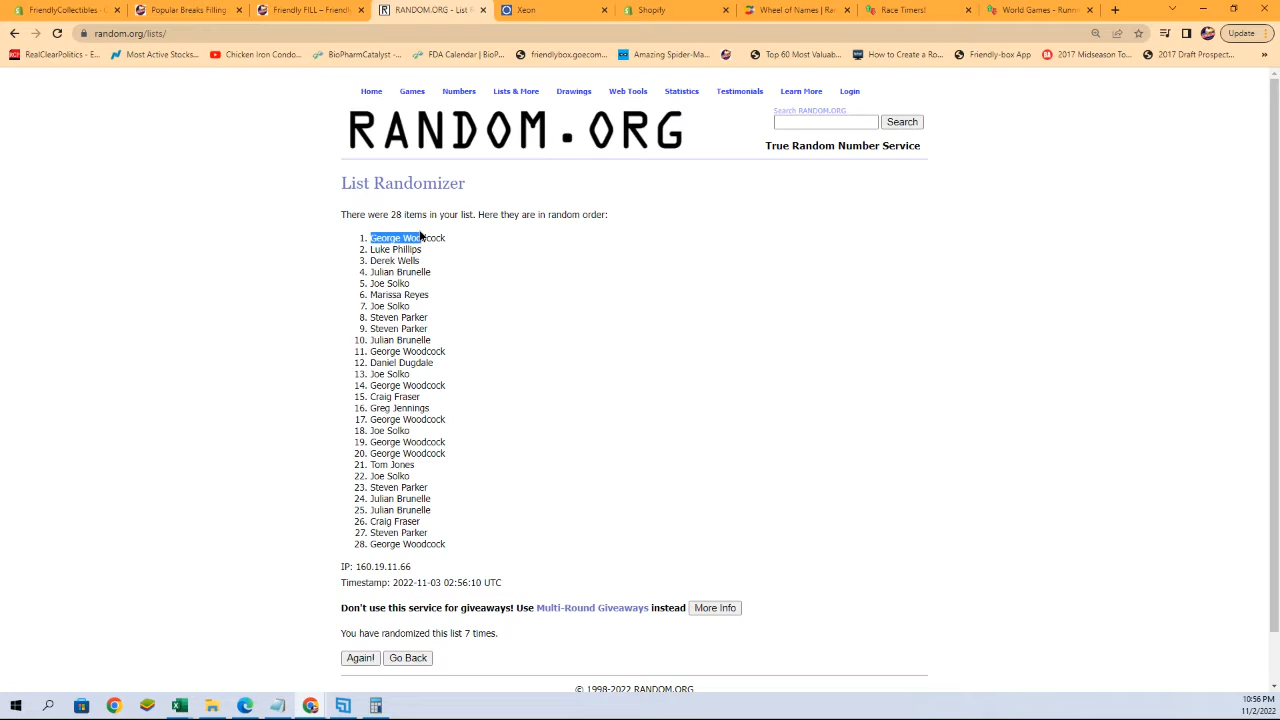 FriendlyCollectibles - C
Popular Breaks Filling
Friendly FILL – Friendl
RANDOM.ORG - List R
Xeon
Shopify
Wheel of Names | Ra
Race Timers!
World Games - Runne
random.org/lists/
Update
RealClearPolitics - O
Most Active Stocks...
Chicken Iron Condo...
BioPharmCatalyst -...
FDA Calendar | BioP...
friendlybox.goecom...
Amazing Spider-Ma...
Top 60 Most Valuab...
How to Create a Ro...
Friendly-box App
2017 Midseason To...
2017 Draft Prospect...
Home Games Numbers Lists & More Drawings Web Tools Statistics Testimonials Learn More Login
Search RANDOM.ORG
RANDOM.ORG
Search
True Random Number Service
List Randomizer
There were 28 items in your list. Here they are in random order:
1. George Woodcock
2. Luke Phillips
3. Derek Wells
4. Julian Brunelle
5. Joe Solko
6. Marissa Reyes
7. Joe Solko
8. Steven Parker
9. Steven Parker
10. Julian Brunelle
11. George Woodcock
12. Daniel Dugdale
13. Joe Solko
14. George Woodcock
15. Craig Fraser
16. Greg Jennings
17. George Woodcock
18. Joe Solko
19. George Woodcock
20. George Woodcock
21. Tom Jones
22. Joe Solko
23. Steven Parker
24. Julian Brunelle
25. Julian Brunelle
26. Craig Fraser
27. Steven Parker
28. George Woodcock
IP: 160.19.11.66
Timestamp: 2022-11-03 02:56:10 UTC
Don't use this service for giveaways! Use Multi-Round Giveaways instead More Info
You have randomized this list 7 times.
Again! Go Back
© 1998-2022 RANDOM.ORG
10:56 PM
11/2/2022